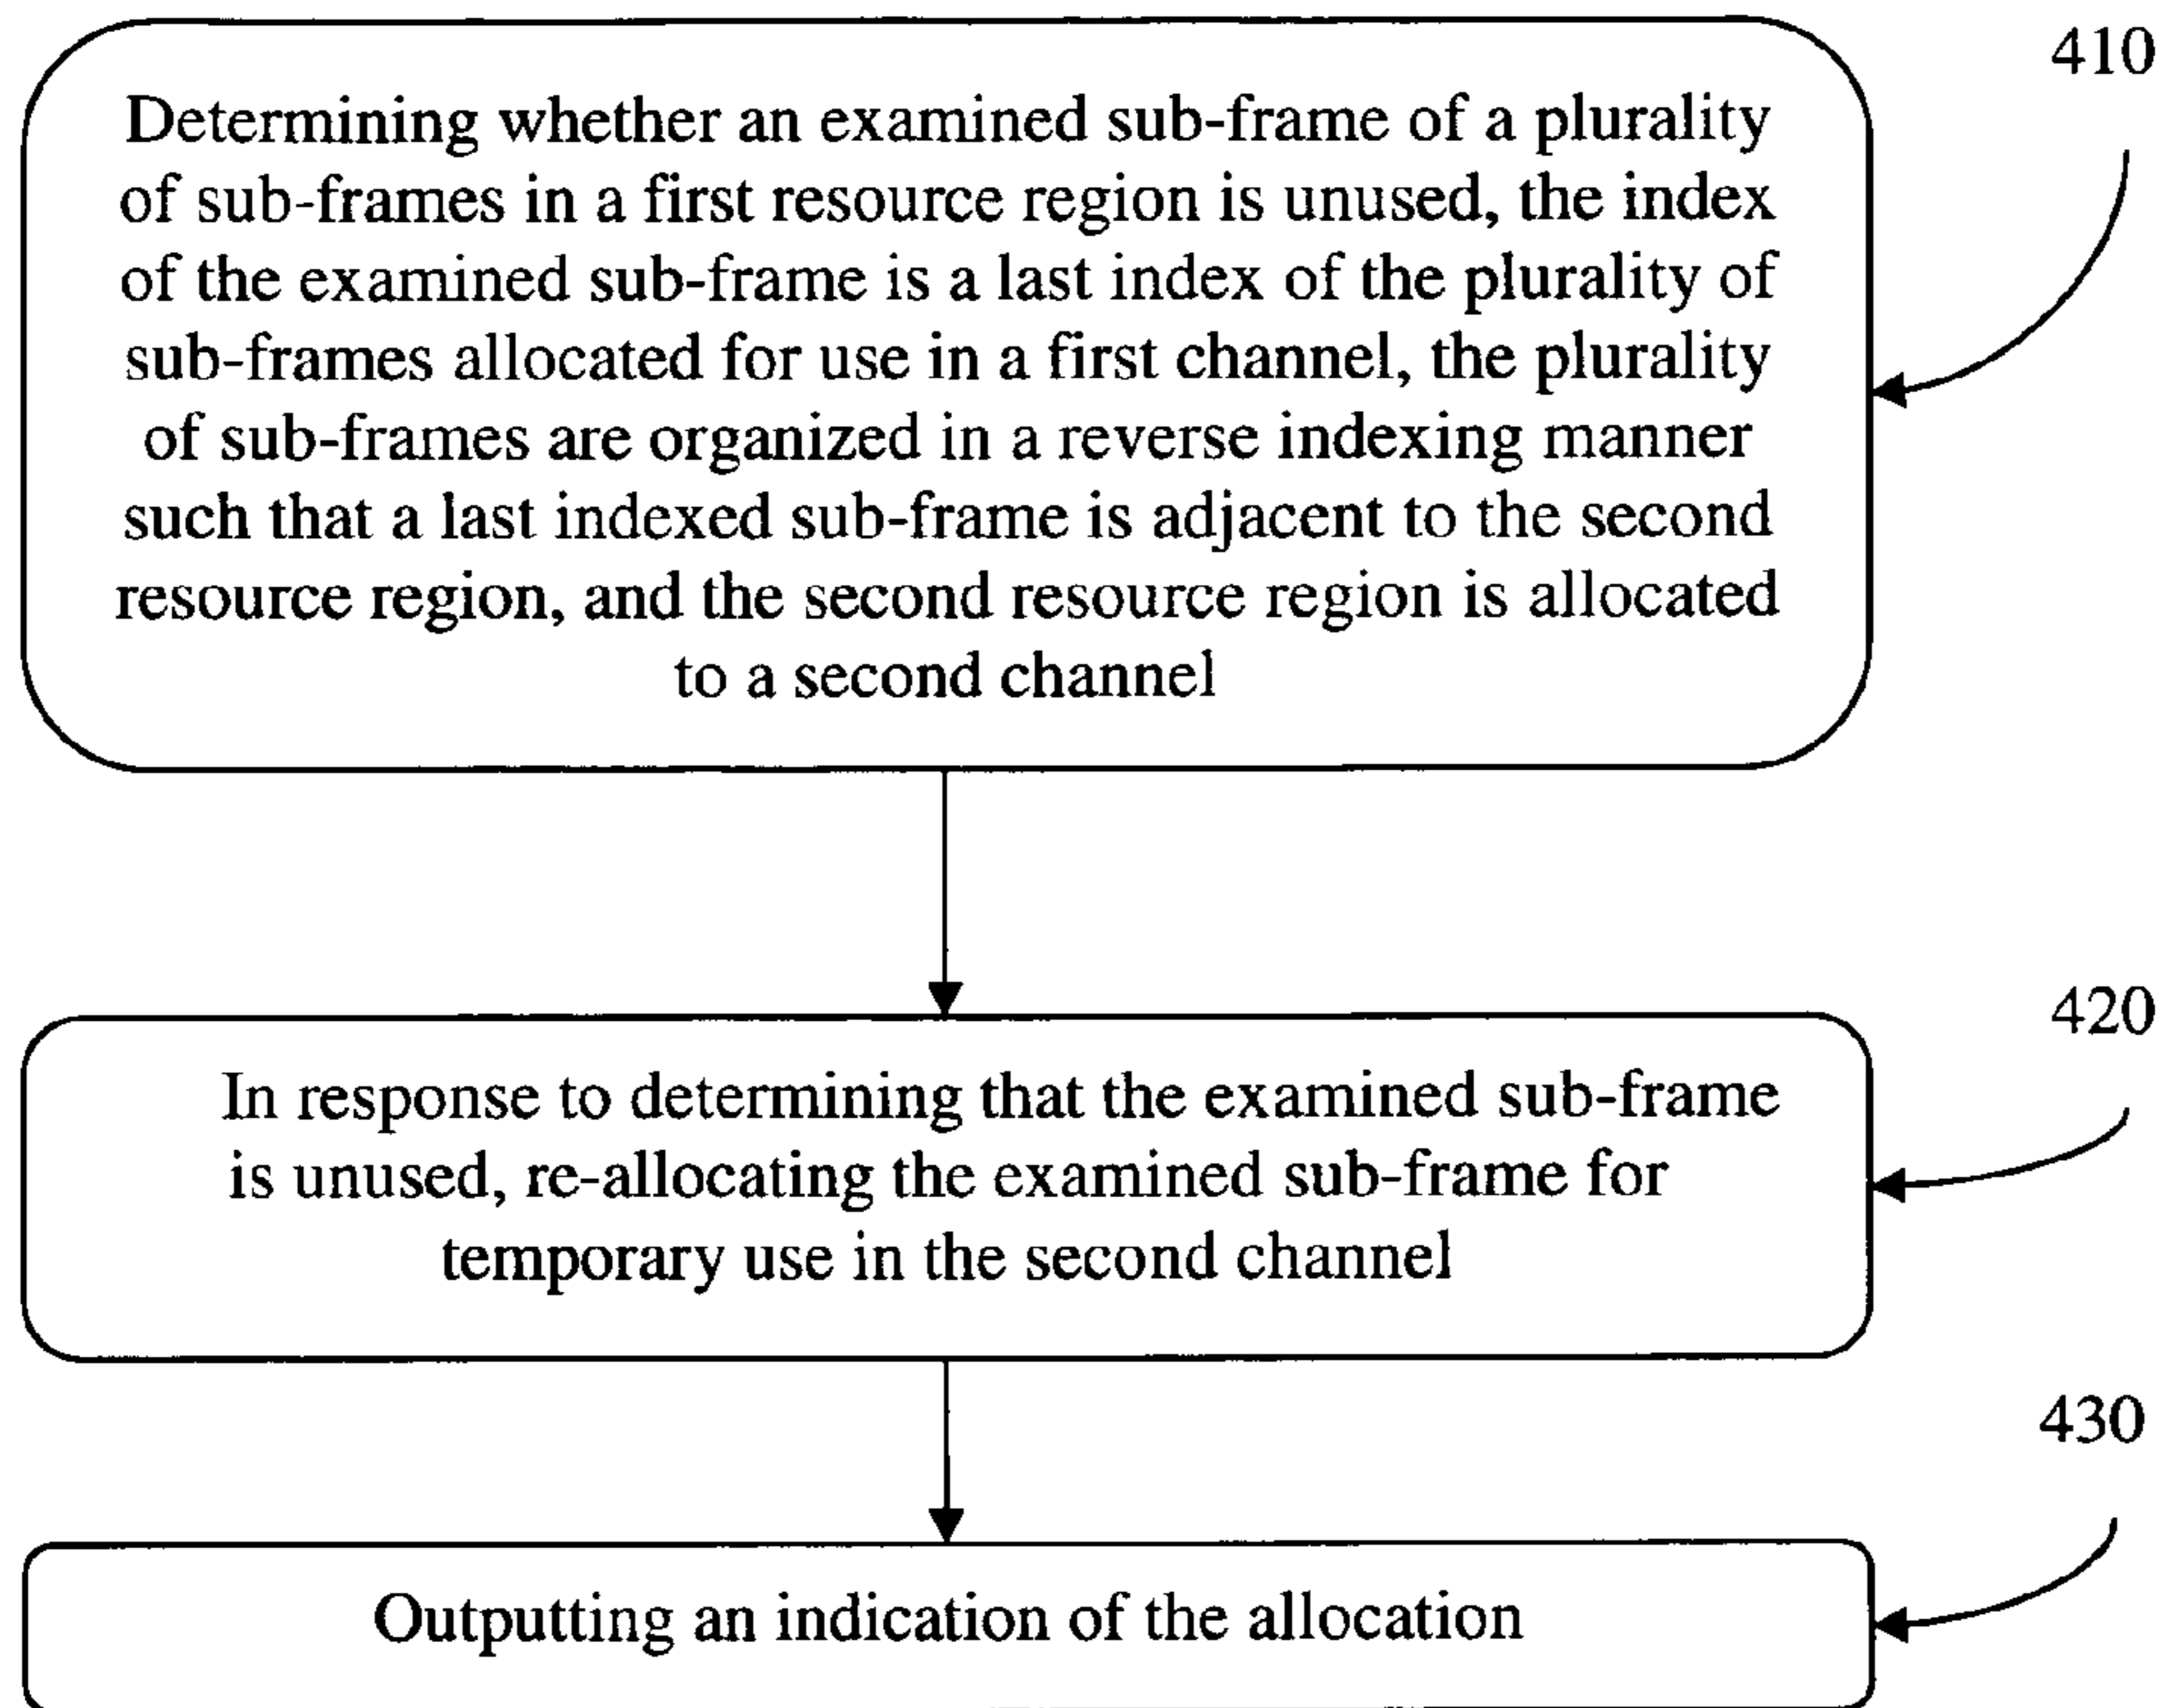 410
Determining whether an examined sub-frame of a plurality
of sub-frames in a first resource region is unused, the index
of the examined sub-frame is a last index of the plurality of
sub-frames allocated for use in a first channel, the plurality
of sub-frames are organized in a reverse indexing manner
such that a last indexed sub-frame is adjacent to the second
resource region, and the second resource region is allocated
to a second channel
420
In response to determining that the examined sub-frame
is unused, re-allocating the examined sub-frame for
temporary use in the second channel
430
Outputting an indication of the allocation